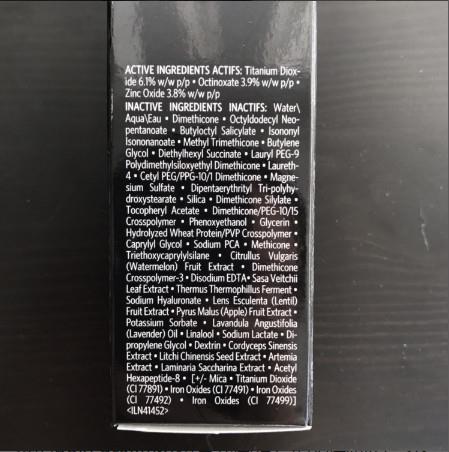 ACTIVE INGREDIENTS ACTIFS: Titanium Diox-
ide 6.1% w/w p/p • Octinoxate 3.9% w/w p/p •
Zinc Oxide 3.8% w/w p/p
INACTIVE INGREDIENTS INACTIFS: Water\
Aqua\Eau • Dimethicone • Octyldodecyl Neo-
pentanoate • Butyloctyl Salicylate • Isononyl
Isononanoate • Methyl Trimethicone • Butylene
Glycol • Diethylhexyl Succinate • Lauryl PEG-9
Polydimethylsiloxyethyl Dimethicone • Laureth-
4 • Cetyl PEG/PPG-10/1 Dimethicone • Magne-
sium Sulfate • Dipentaerythrityl Tri-polyhy-
droxystearate • Silica • Dimethicone Silylate •
Tocopheryl Acetate • Dimethicone/PEG-10/15
Crosspolymer • Phenoxyethanol • Glycerin •
Hydrolyzed Wheat Protein/PVP Crosspolymer •
Caprylyl Glycol • Sodium PCA • Methicone •
Triethoxycaprylylsilane • Citrullus Vulgaris
(Watermelon) Fruit Extract • Dimethicone
Crosspolymer-3 • Disodium EDTA • Sasa Veitchii
Leaf Extract • Thermus Thermophillus Ferment •
Sodium Hyaluronate • Lens Esculenta (Lentil)
Fruit Extract • Pyrus Malus (Apple) Fruit Extract •
Potassium Sorbate • Lavandula Angustifolia
(Lavender) Oil • Linalool • Sodium Lactate • Di-
propylene Glycol • Dextrin • Cordyceps Sinensis
Extract • Litchi Chinensis Seed Extract • Artemia
Extract • Laminaria Saccharina Extract • Acetyl
Hexapeptide-8 • [+/- Mica • Titanium Dioxide
(CI 77891) • Iron Oxides (CI 77491) • Iron Oxides
(CI 77492) • Iron Oxides (CI 77499)]
<ILN41452>